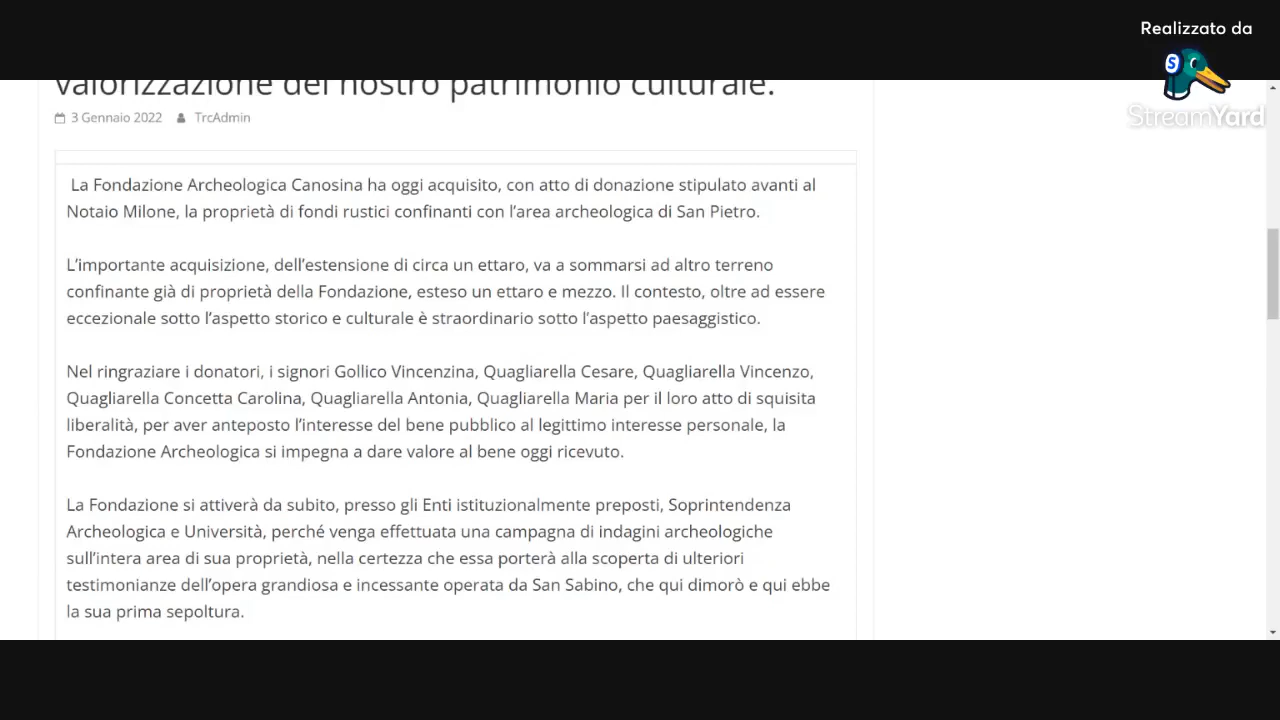 Realizzato da
S
StreamYard
valorizzazione del nostro patrimonio culturale.
3 Gennaio 2022 TrcAdmin
La Fondazione Archeologica Canosina ha oggi acquisito, con atto di donazione stipulato avanti al
Notaio Milone, la proprietà di fondi rustici confinanti con l’area archeologica di San Pietro.
L’importante acquisizione, dell’estensione di circa un ettaro, va a sommarsi ad altro terreno
confinante già di proprietà della Fondazione, esteso un ettaro e mezzo. Il contesto, oltre ad essere
eccezionale sotto l’aspetto storico e culturale è straordinario sotto l’aspetto paesaggistico.
Nel ringraziare i donatori, i signori Gollico Vincenzina, Quagliarella Cesare, Quagliarella Vincenzo,
Quagliarella Concetta Carolina, Quagliarella Antonia, Quagliarella Maria per il loro atto di squisita
liberalità, per aver anteposto l’interesse del bene pubblico al legittimo interesse personale, la
Fondazione Archeologica si impegna a dare valore al bene oggi ricevuto.
La Fondazione si attiverà da subito, presso gli Enti istituzionalmente preposti, Soprintendenza
Archeologica e Università, perché venga effettuata una campagna di indagini archeologiche
sull’intera area di sua proprietà, nella certezza che essa porterà alla scoperta di ulteriori
testimonianze dell’opera grandiosa e incessante operata da San Sabino, che qui dimorò e qui ebbe
la sua prima sepoltura.